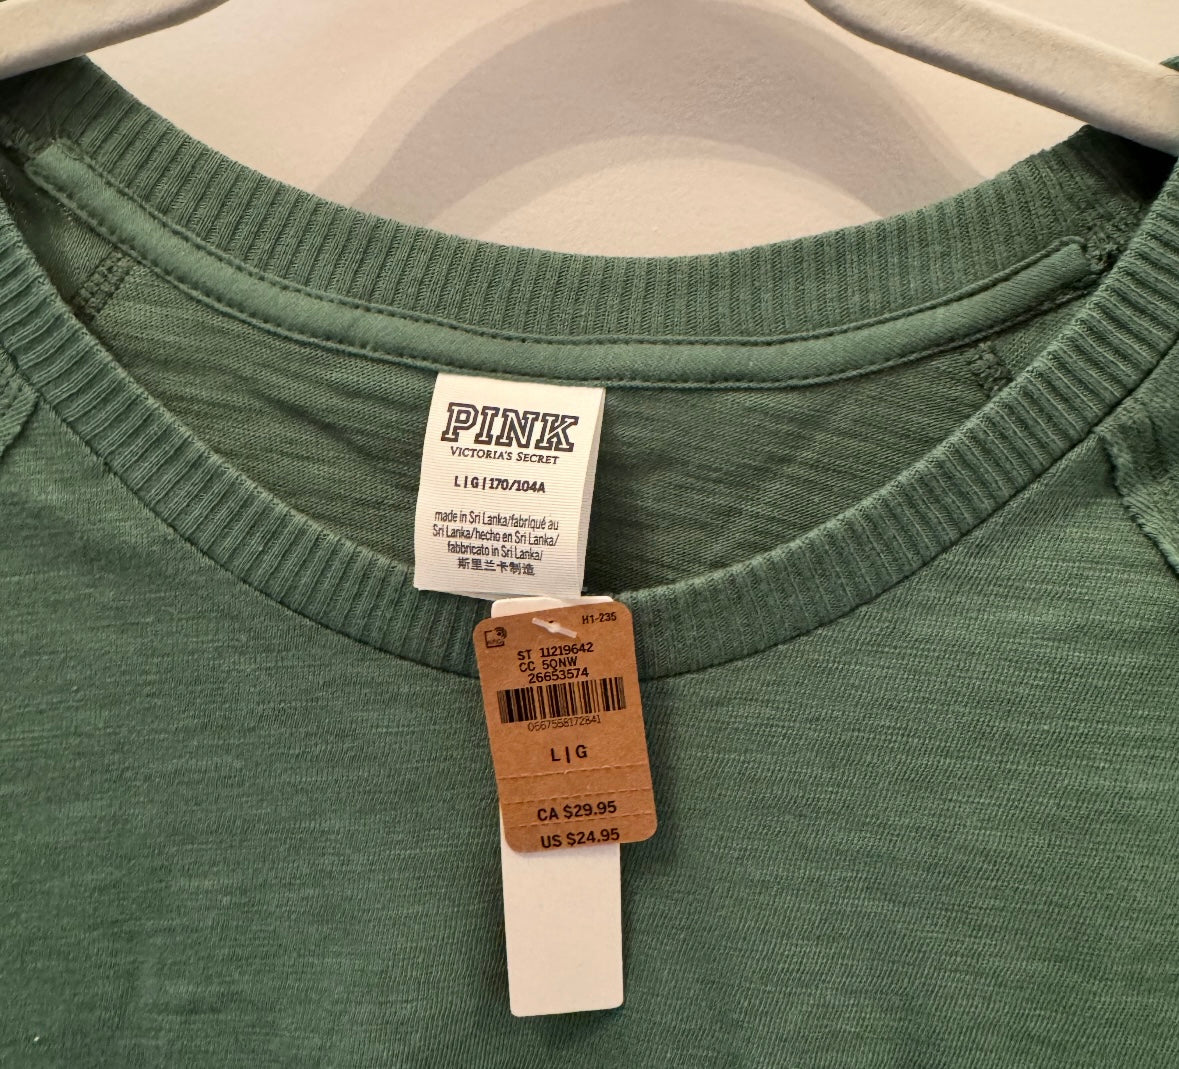 PINK
VICTORIA'S SECRET
L|G|170/104A
made in Sri Lanka/fabriqué au
Sri Lanka/hecho en Sri Lanka/
fabbricato in Sri Lanka/
斯里兰卡制造
H1-235
ST 11219642
CC 5QNW
26653574
0667558172841
L|G
CA $29.95
US $24.95